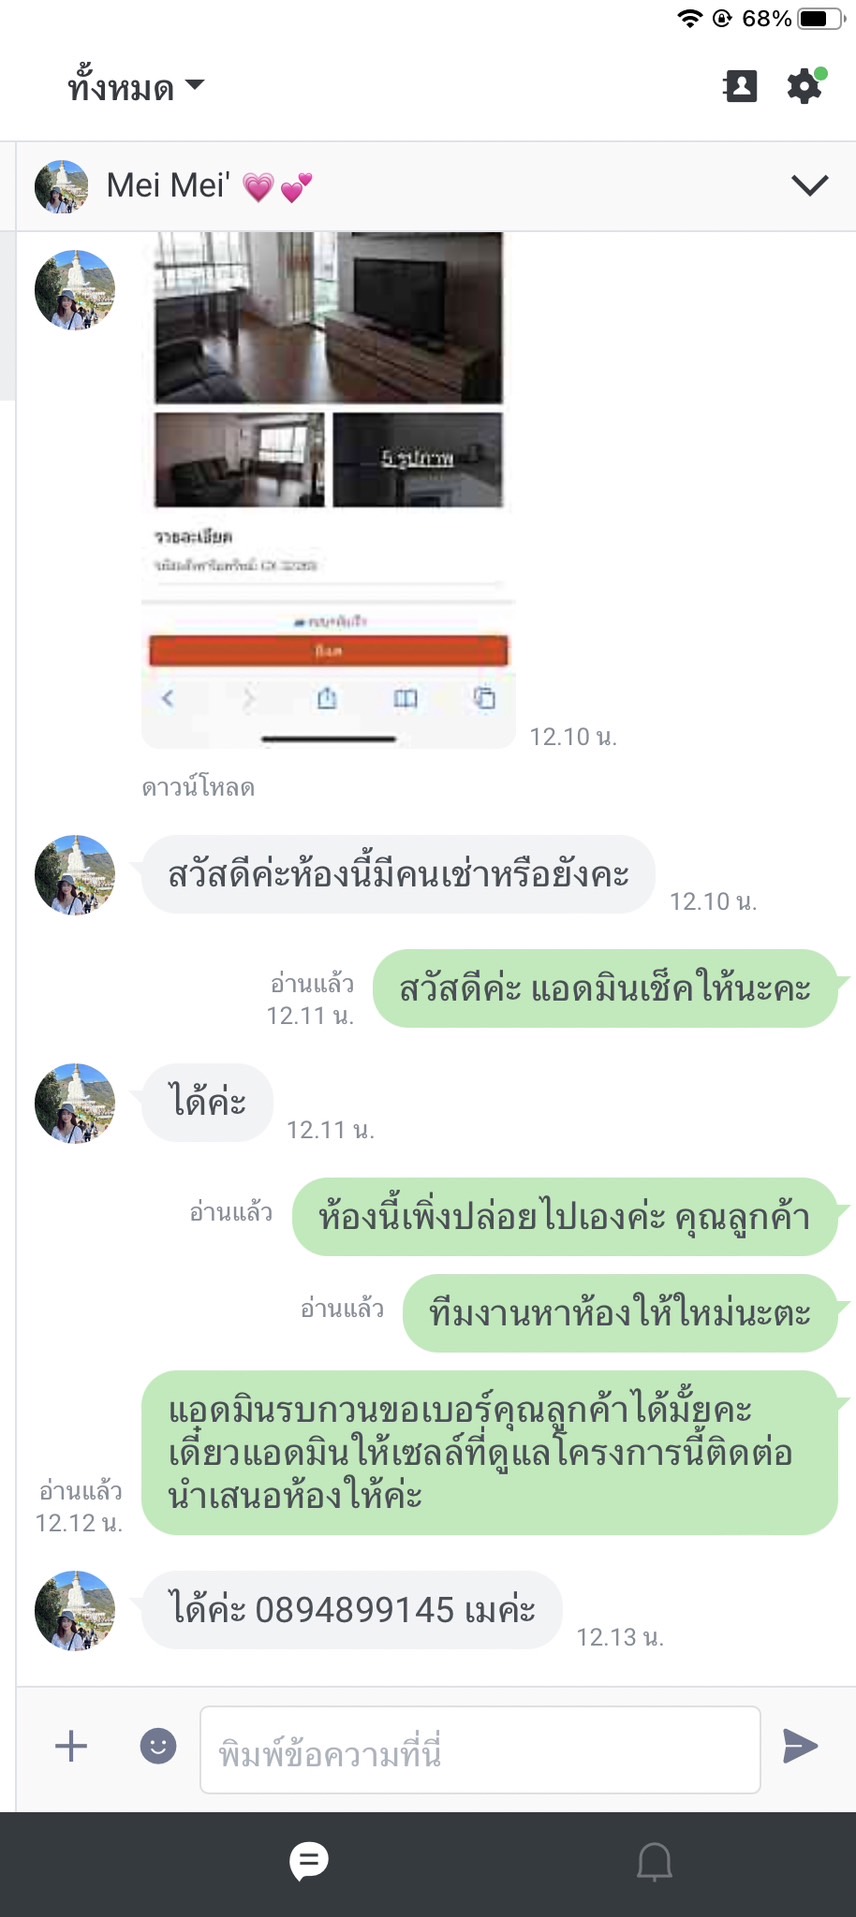 68%
ทั้งหมด
Mei Mei' 💗💕
5 รูปภาพ
รายละเอียด
12.10 น.
ดาวน์โหลด
สวัสดีค่ะห้องนี้มีคนเช่าหรือยังคะ
12.10 น.
สวัสดีค่ะ แอดมินเช็คให้นะคะ
อ่านแล้ว
12.11 น.
ได้ค่ะ
12.11 น.
ห้องนี้เพิ่งปล่อยไปเองค่ะ คุณลูกค้า
อ่านแล้ว
ทีมงานหาห้องให้ใหม่นะตะ
อ่านแล้ว
แอดมินรบกวนขอเบอร์คุณลูกค้าได้มั้ยคะ
เดี๋ยวแอดมินให้เซลล์ที่ดูแลโครงการนี้ติดต่อ
นำเสนอห้องให้ค่ะ
อ่านแล้ว
12.12 น.
ได้ค่ะ 0894899145 เมค่ะ
12.13 น.
พิมพ์ข้อความที่นี่